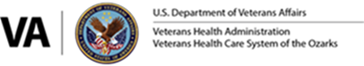 VA
U.S. Department of Veterans Affairs
Veterans Health Administration
Veterans Health Care System of the Ozarks